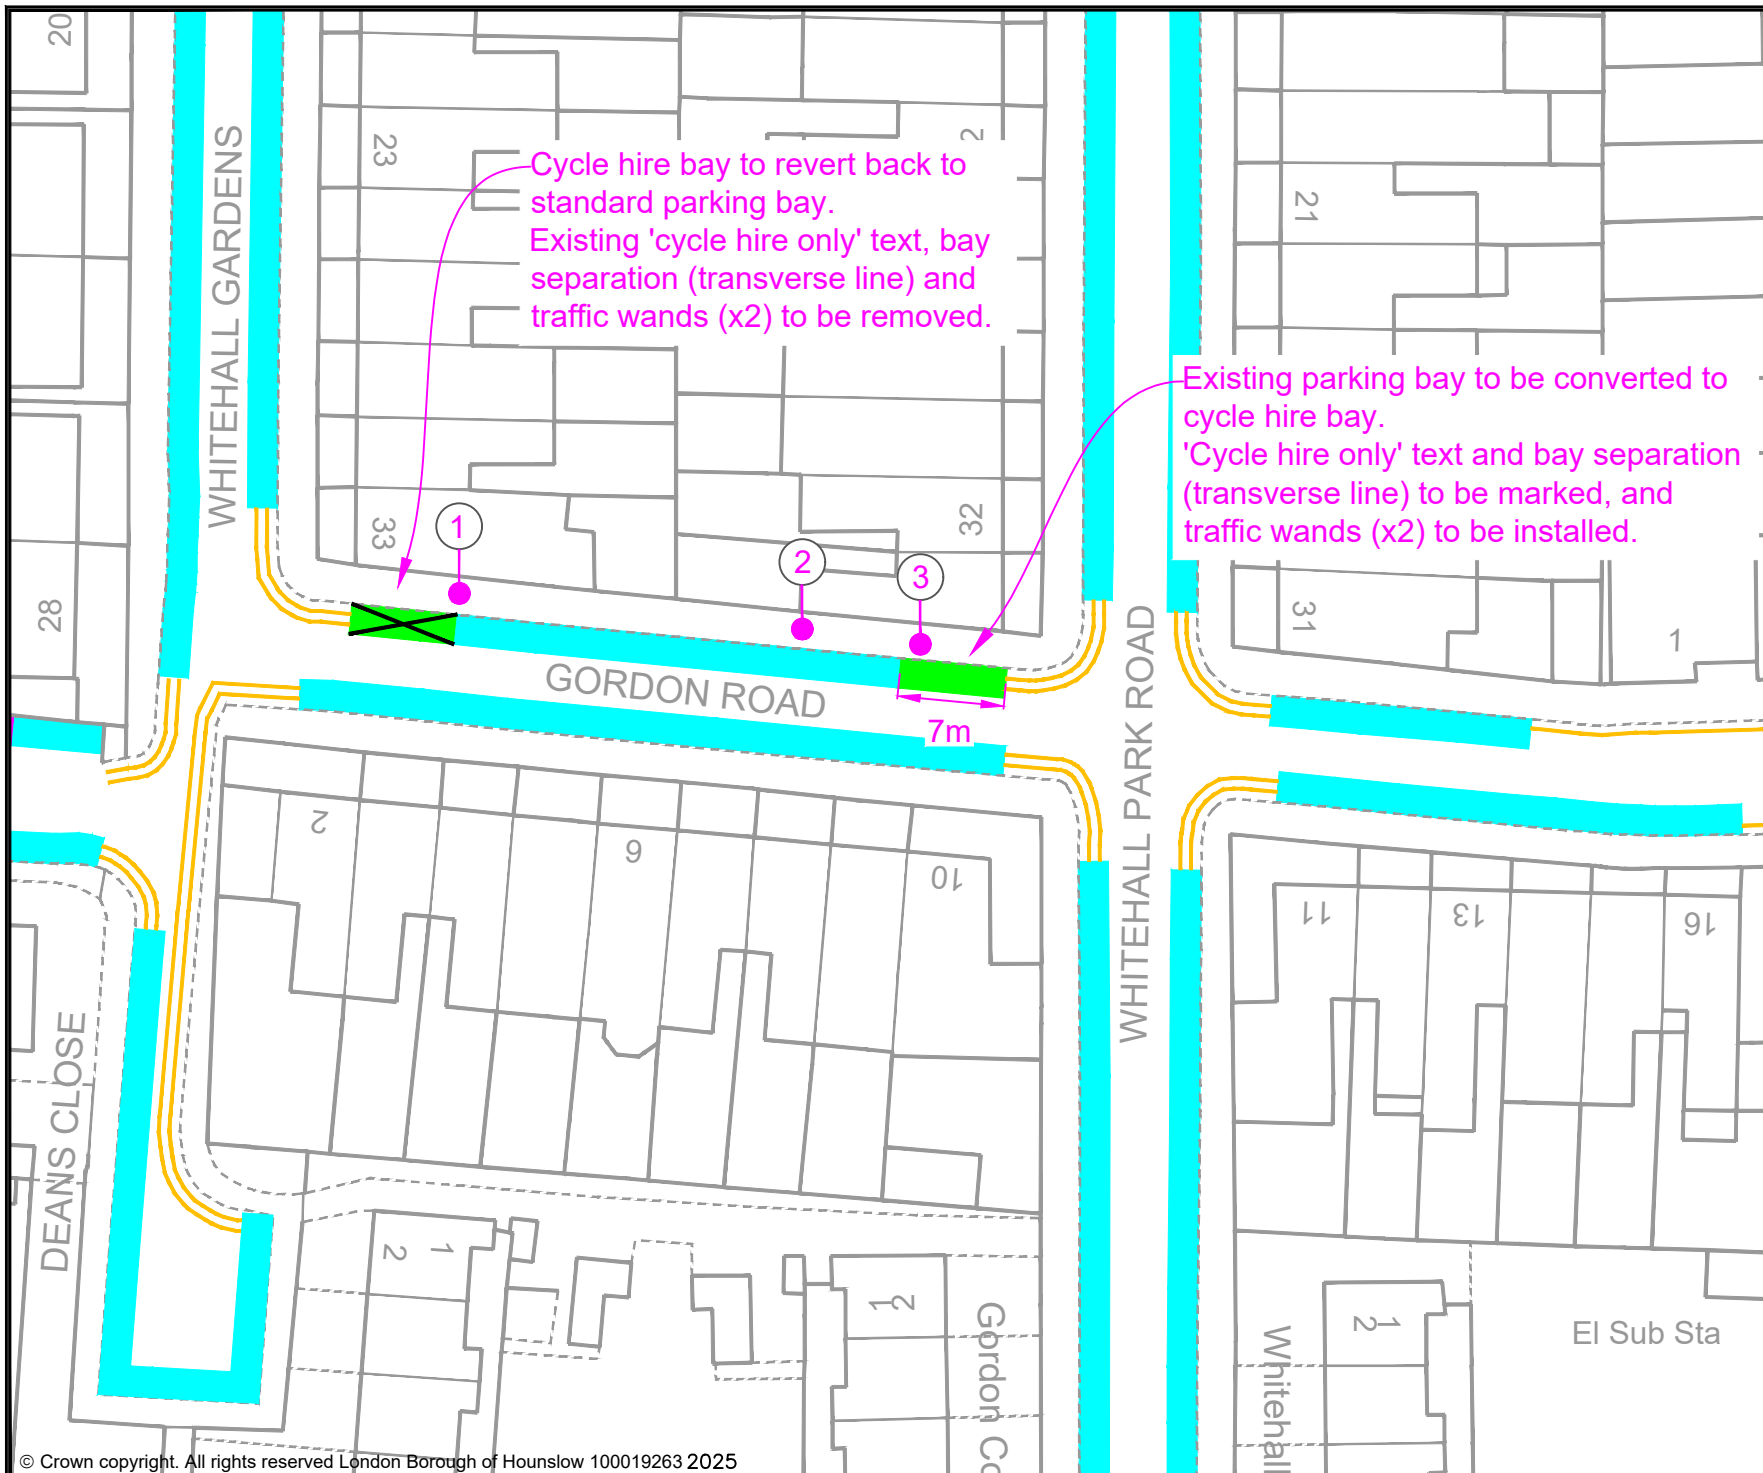 20
WHITEHALL GARDENS
23
2
Cycle hire bay to revert back to
standard parking bay.
Existing 'cycle hire only' text, bay
separation (transverse line) and
traffic wands (x2) to be removed.
21
Existing parking bay to be converted to
cycle hire bay.
'Cycle hire only' text and bay separation
(transverse line) to be marked, and
traffic wands (x2) to be installed.
33
1
2
3
32
28
31
1
GORDON ROAD
7m
WHITEHALL PARK ROAD
2
6
10
11
13
16
DEANS CLOSE
2
1
1
2
Gordon Co
Whitehall
1
2
El Sub Sta
© Crown copyright. All rights reserved London Borough of Hounslow 100019263 2025